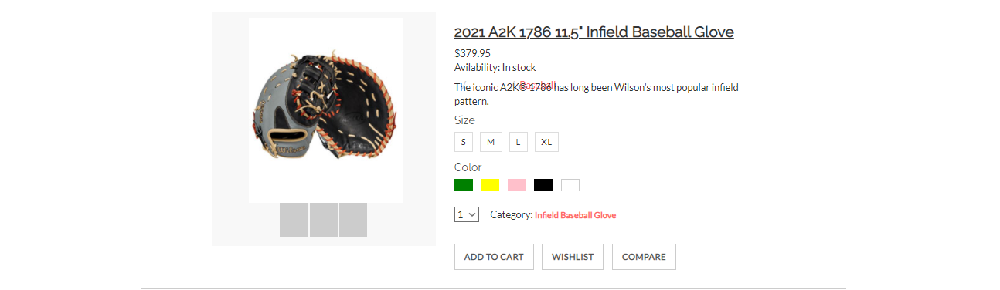 2021 A2K 1786 11.5" Infield Baseball Glove
$379.95
Avilability: In stock
/ Baseball
The iconic A2K® 1786 has long been Wilson's most popular infield
pattern.
Size
S M L XL
Color
1 Category: Infield Baseball Glove
ADD TO CART WISHLIST COMPARE
Wilson